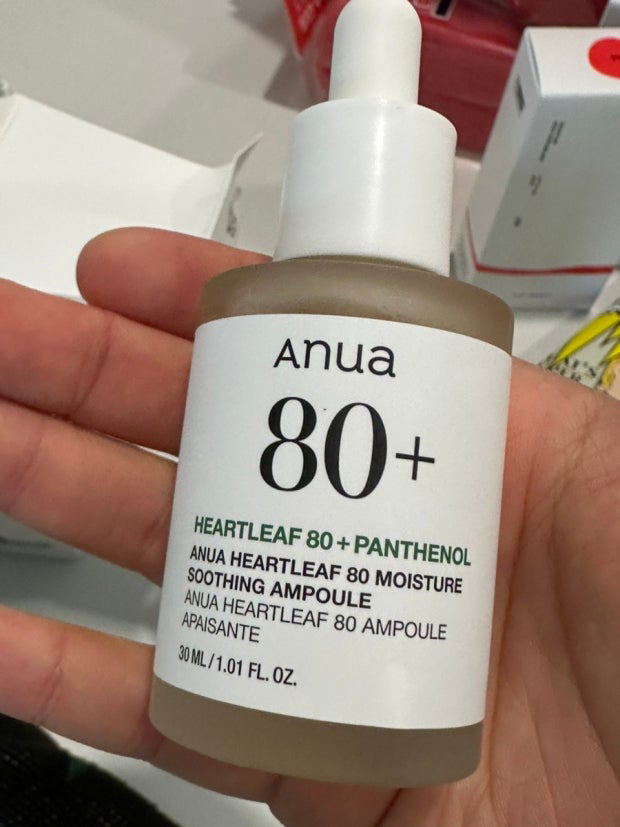 Anua
80+
HEARTLEAF 80 + PANTHENOL
ANUA HEARTLEAF 80 MOISTURE
SOOTHING AMPOULE
ANUA HEARTLEAF 80 AMPOULE
APAISANTE
30 ML / 1.01 FL. OZ.